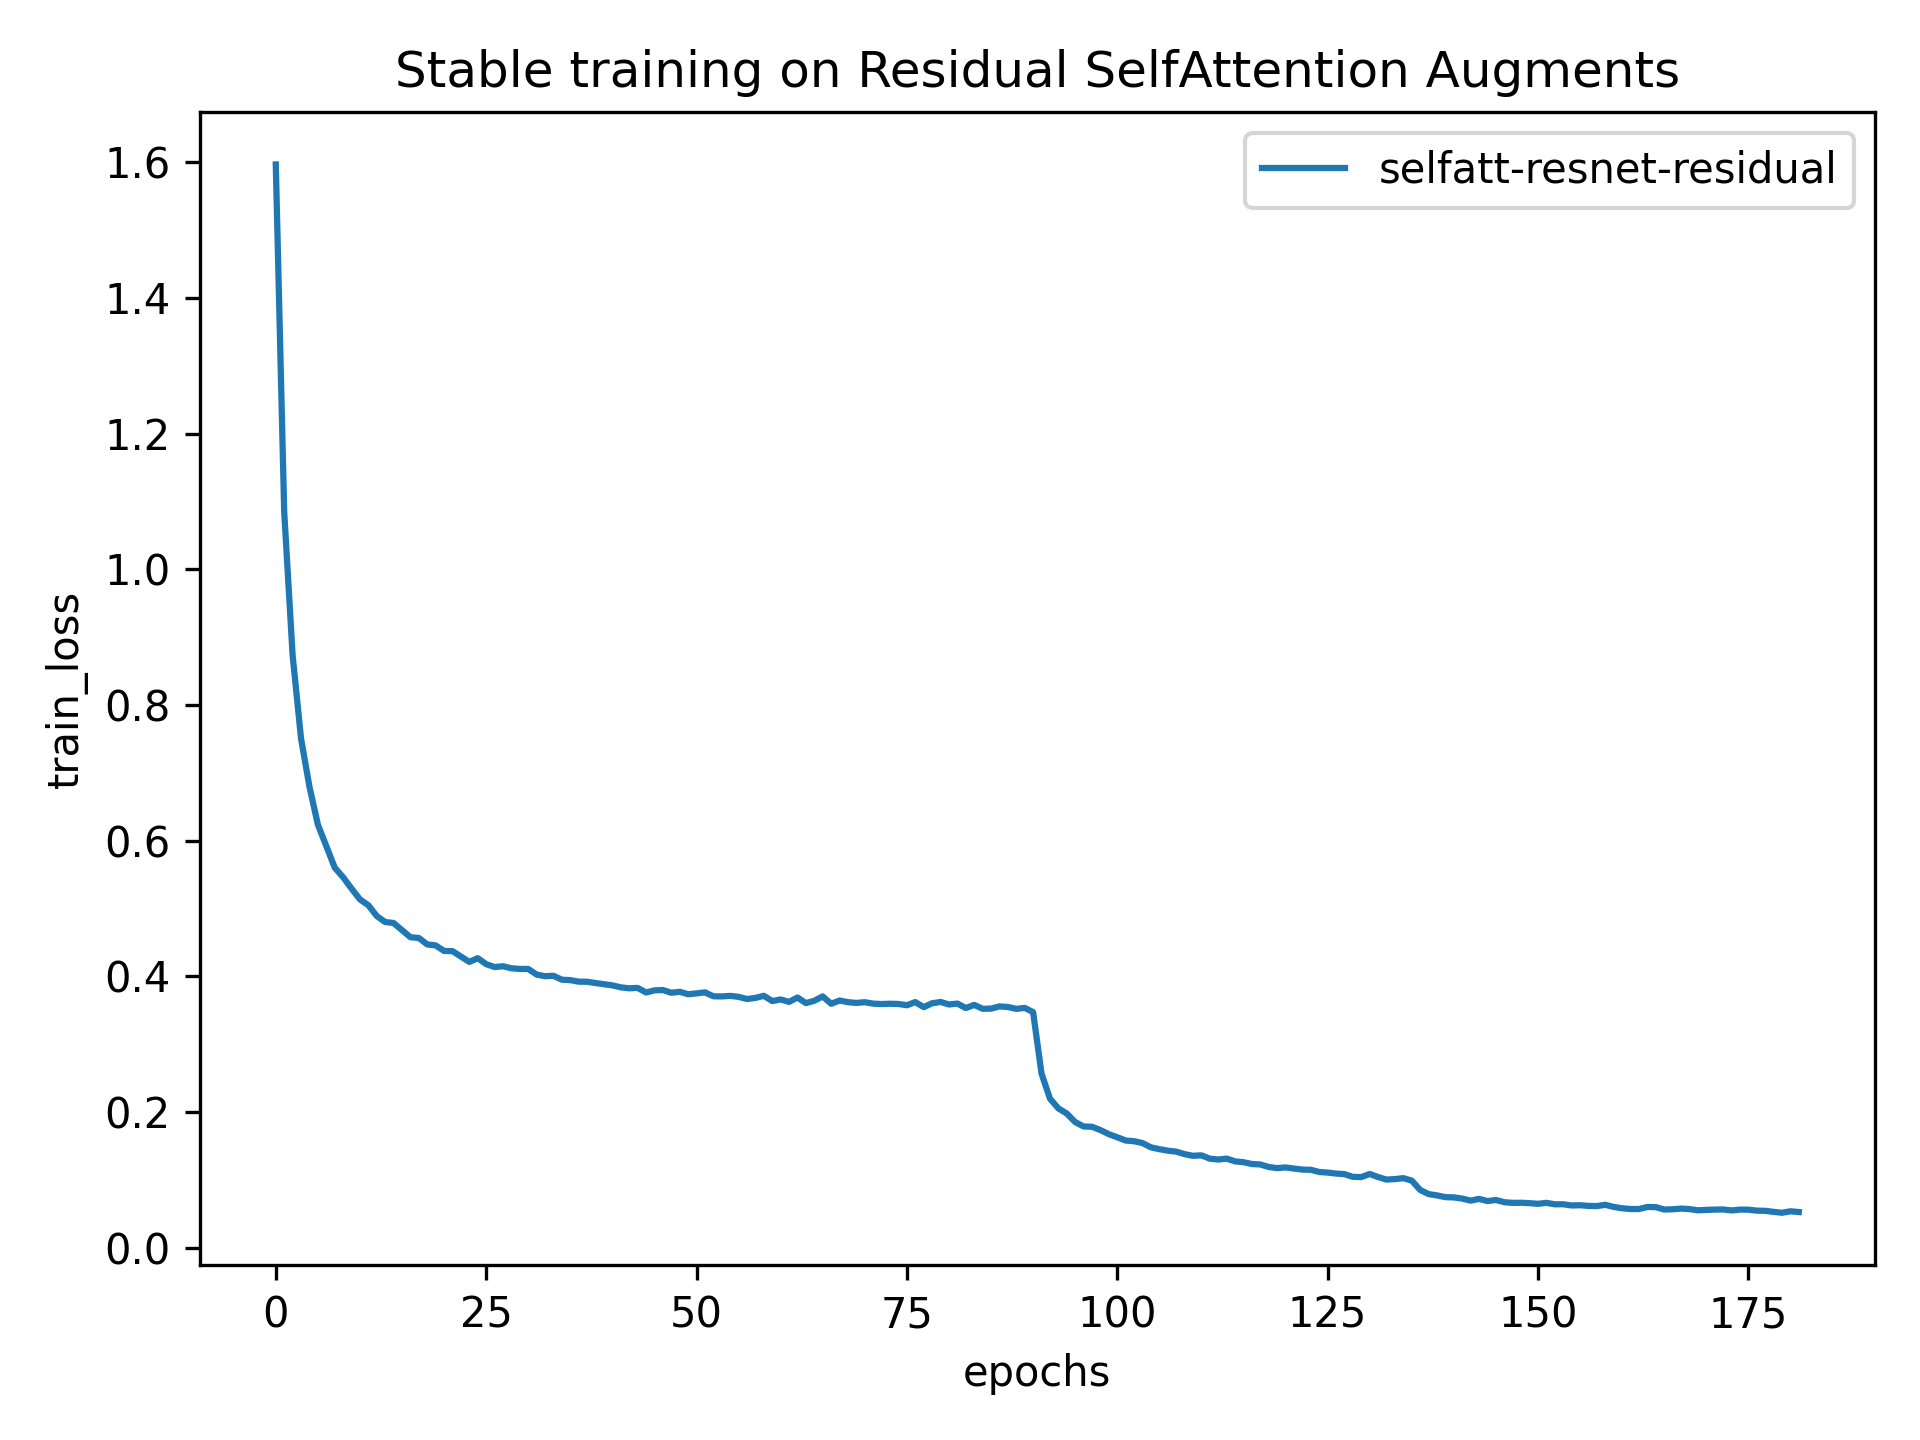 Stable training on Residual SelfAttention Augments
selfatt-resnet-residual
1.6
1.4
1.2
1.0
0.8
0.6
0.4
0.2
0.0
train_loss
0 25 50 75 100 125 150 175
epochs